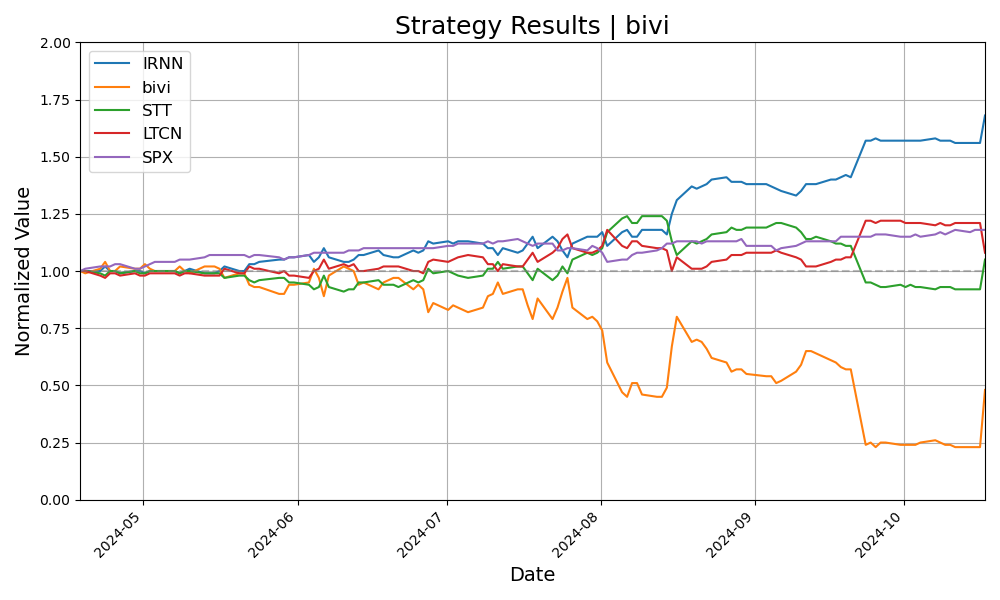 Strategy Results | bivi
2.00
1.75
1.50
1.25
1.00
0.75
0.50
0.25
0.00
Normalized Value
IRNN
bivi
STT
LTCN
SPX
2024-05
2024-06
2024-07
2024-08
2024-09
2024-10
Date